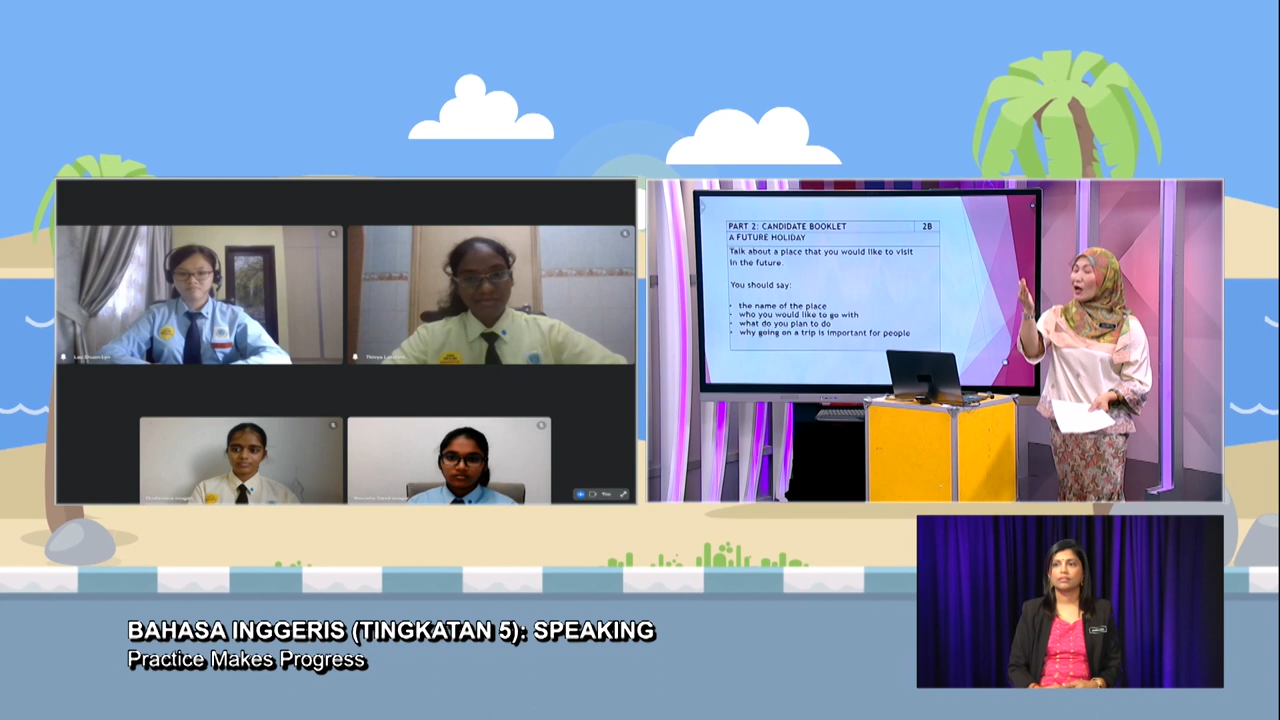 PART 2: CANDIDATE BOOKLET 2B
A FUTURE HOLIDAY
Talk about a place that you would like to visit
in the future.
You should say:
• the name of the place
• who you would like to go with
• what do you plan to do
• why going on a trip is important for people
You
BAHASA INGGERIS (TINGKATAN 5): SPEAKING
Practice Makes Progress